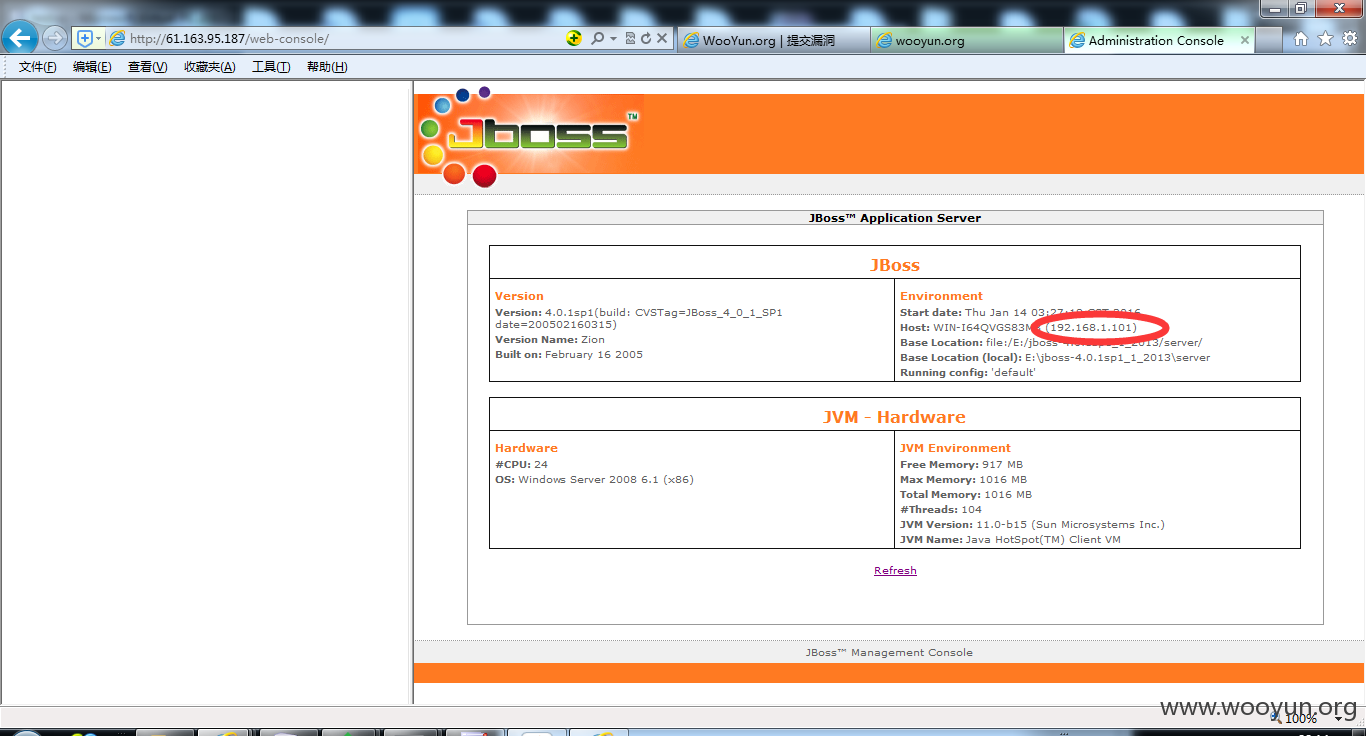 http://61.163.95.187/web-console/
WooYun.org | 提交漏洞
wooyun.org
Administration Console
文件(F) 编辑(E) 查看(V) 收藏夹(A) 工具(T) 帮助(H)
Jboss™
JBoss™ Application Server
JBoss
Version
Version: 4.0.1sp1(build: CVSTag=JBoss_4_0_1_SP1
date=200502160315)
Version Name: Zion
Built on: February 16 2005
Environment
Start date: Thu Jan 14 03:27:19 CST 2016
Host: (192.168.1.101)
Base Location: file:/E:/jboss-4.0.1sp1_1_2013/server/
Base Location (local): E:\jboss-4.0.1sp1_1_2013\server
Running config: 'default'
JVM - Hardware
Hardware
#CPU: 24
OS: Windows Server 2008 6.1 (x86)
JVM Environment
Free Memory: 917 MB
Max Memory: 1016 MB
Total Memory: 1016 MB
#Threads: 104
JVM Version: 11.0-b15 (Sun Microsystems Inc.)
JVM Name: Java HotSpot(TM) Client VM
Refresh
JBoss™ Management Console
www.wooyun.org
100%